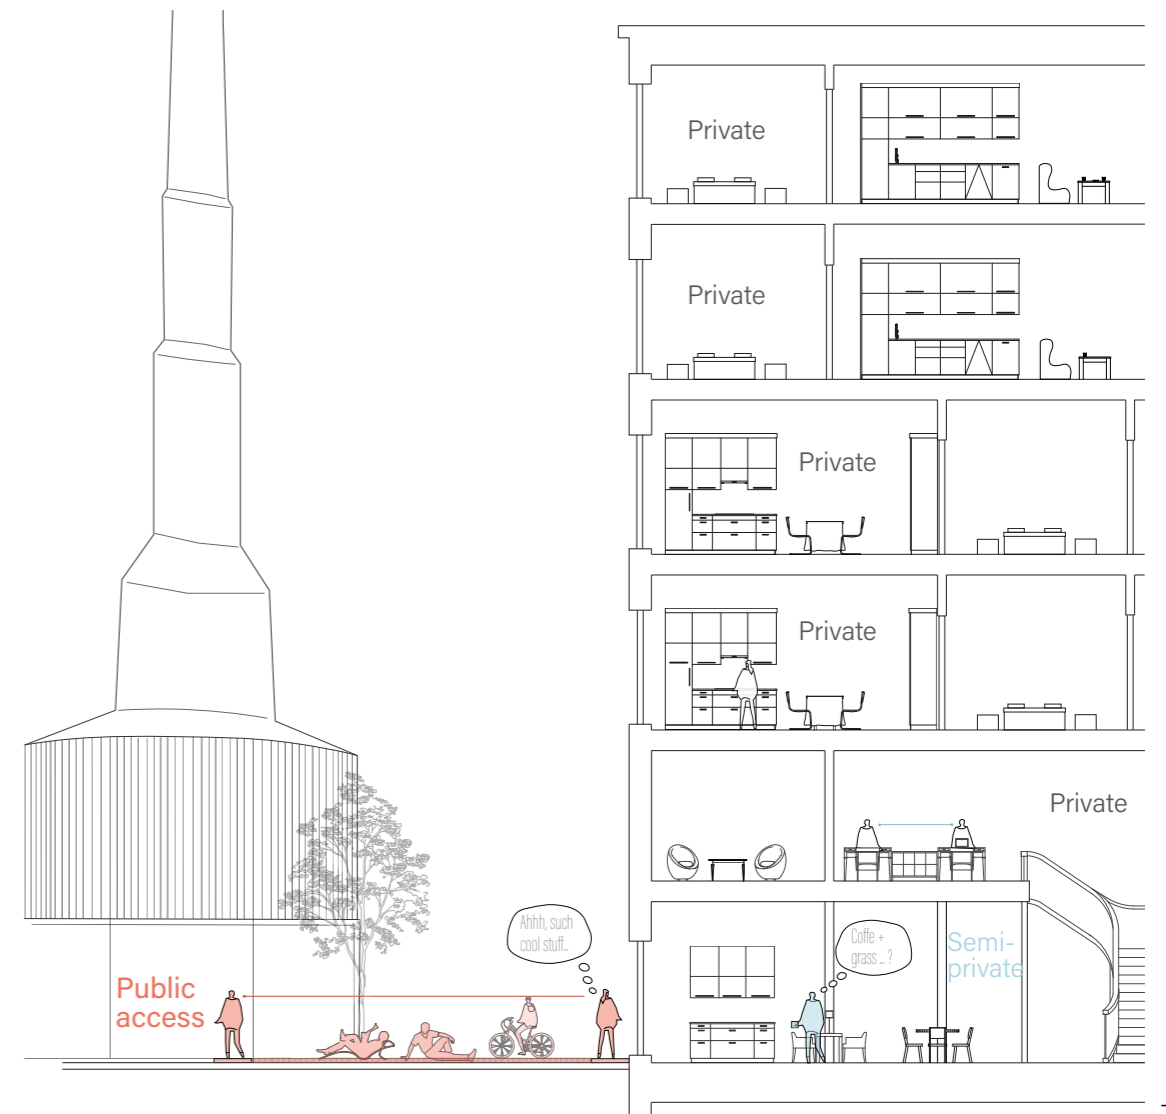 Private
Private
Private
Private
Private
Ahhh, such
cool stuff...
Coffe +
grass ... ?
Semi-
private
Public
access